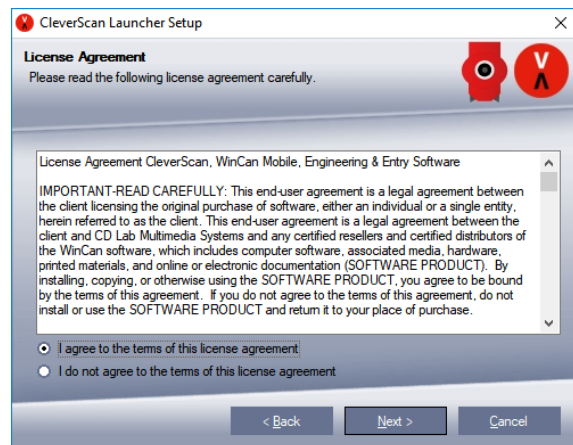 CleverScan Launcher Setup
License Agreement
Please read the following license agreement carefully.
License Agreement CleverScan, WinCan Mobile, Engineering & Entry Software
IMPORTANT-READ CAREFULLY: This end-user agreement is a legal agreement between
the client licensing the original purchase of software, either an individual or a single entity,
herein referred to as the client. This end-user agreement is a legal agreement between the
client and CD Lab Multimedia Systems and any certified resellers and certified distributors of
the WinCan software, which includes computer software, associated media, hardware,
printed materials, and online or electronic documentation (SOFTWARE PRODUCT). By
installing, copying, or otherwise using the SOFTWARE PRODUCT, you agree to be bound
by the terms of this agreement. If you do not agree to the terms of this agreement, do not
install or use the SOFTWARE PRODUCT and return it to your place of purchase.
I agree to the terms of this license agreement
I do not agree to the terms of this license agreement
< Back
Next >
Cancel